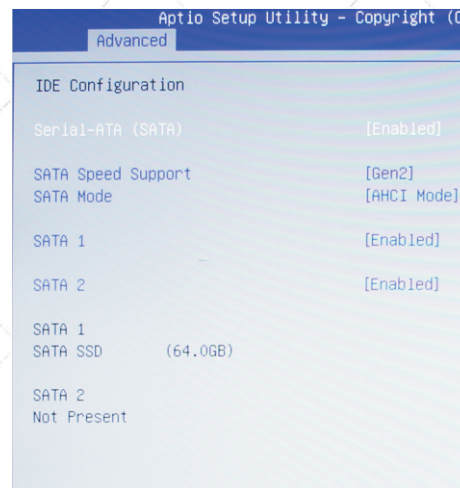 Aptio Setup Utility – Copyright (C
Advanced
IDE Configuration
Serial-ATA (SATA) [Enabled]
SATA Speed Support [Gen2]
SATA Mode [AHCI Mode]
SATA 1 [Enabled]
SATA 2 [Enabled]
SATA 1
SATA SSD (64.0GB)
SATA 2
Not Present